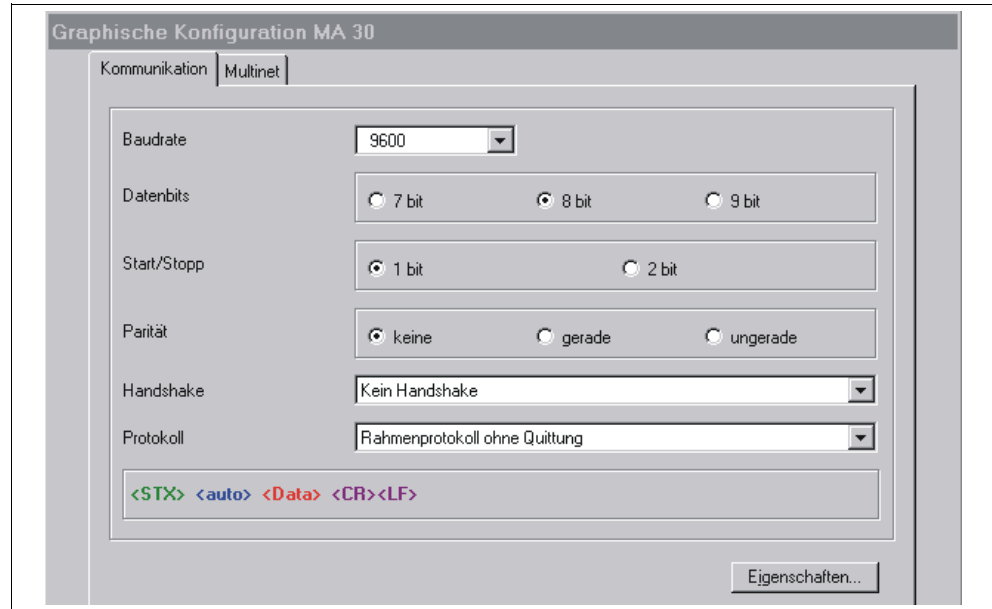 Graphische Konfiguration MA 30
Kommunikation Multinet
Baudrate 9600
Datenbits 7 bit 8 bit 9 bit
Start/Stopp 1 bit 2 bit
Parität keine gerade ungerade
Handshake Kein Handshake
Protokoll Rahmenprotokoll ohne Quittung
<STX> <auto> <Data> <CR><LF>
Eigenschaften...